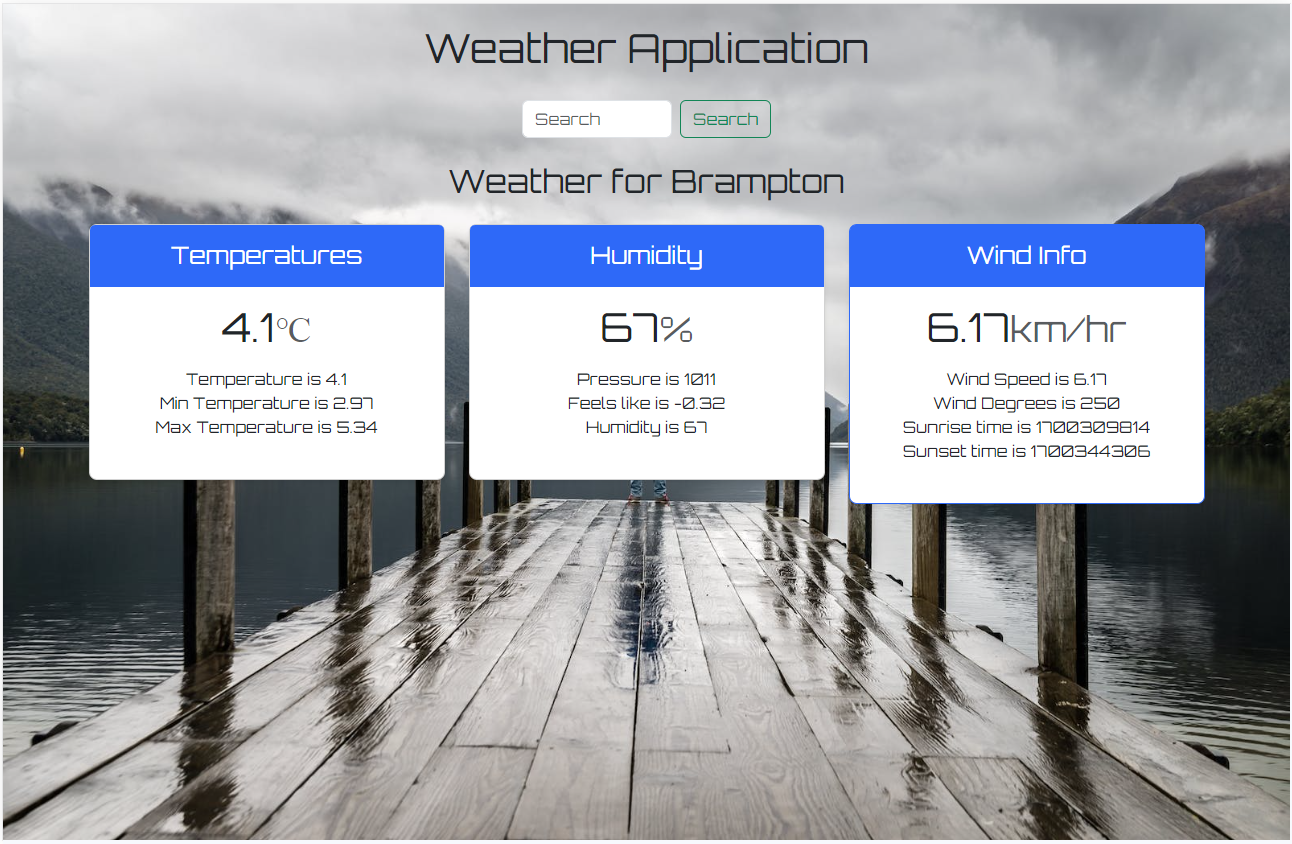 Weather Application
Search Search
Weather for Brampton
Temperatures
4.1°C
Temperature is 4.1
Min Temperature is 2.97
Max Temperature is 5.34
Humidity
67%
Pressure is 1011
Feels like is -0.32
Humidity is 67
Wind Info
6.17km/hr
Wind Speed is 6.17
Wind Degrees is 250
Sunrise time is 1700309814
Sunset time is 1700344306